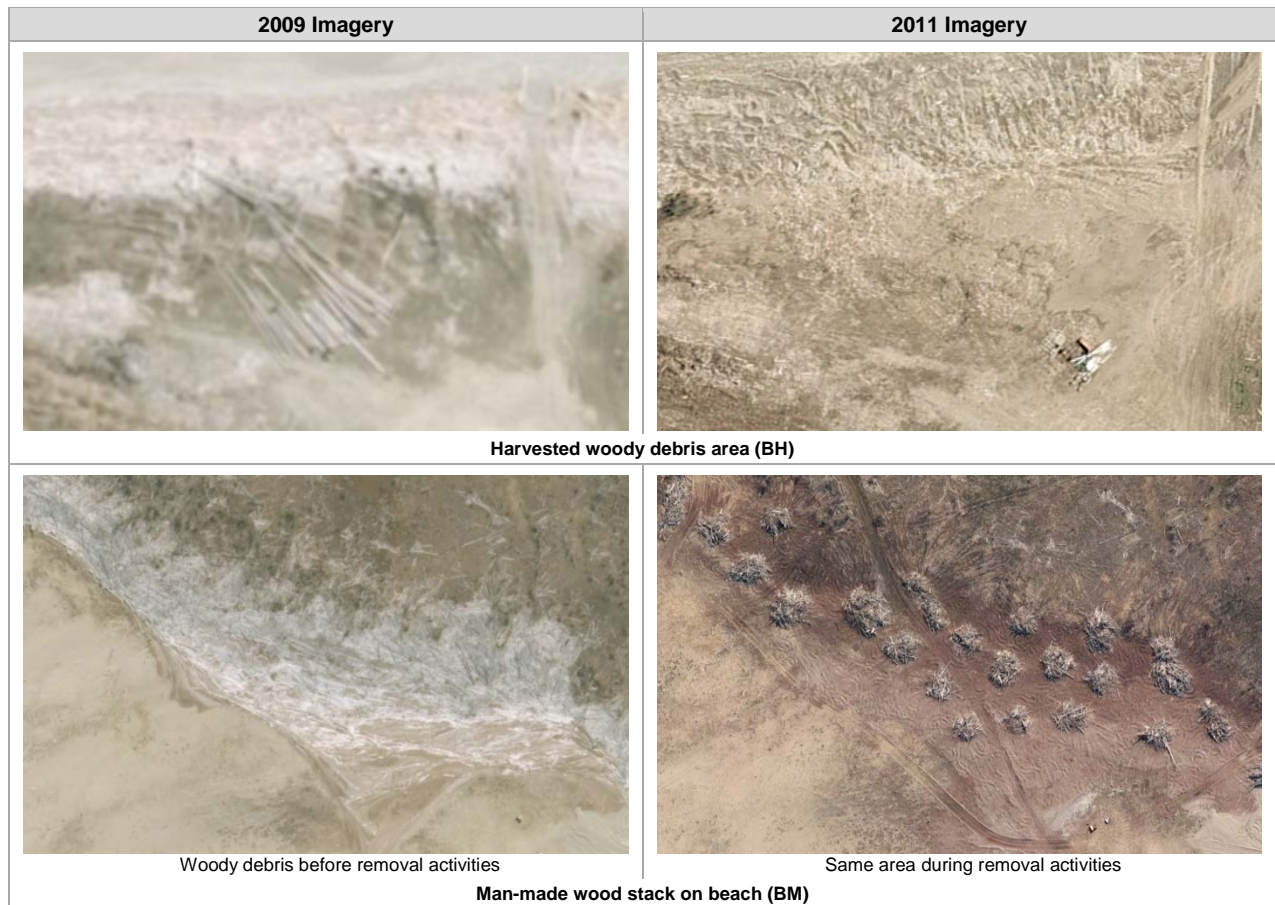 2009 Imagery
2011 Imagery
Harvested woody debris area (BH)
Woody debris before removal activities
Same area during removal activities
Man-made wood stack on beach (BM)